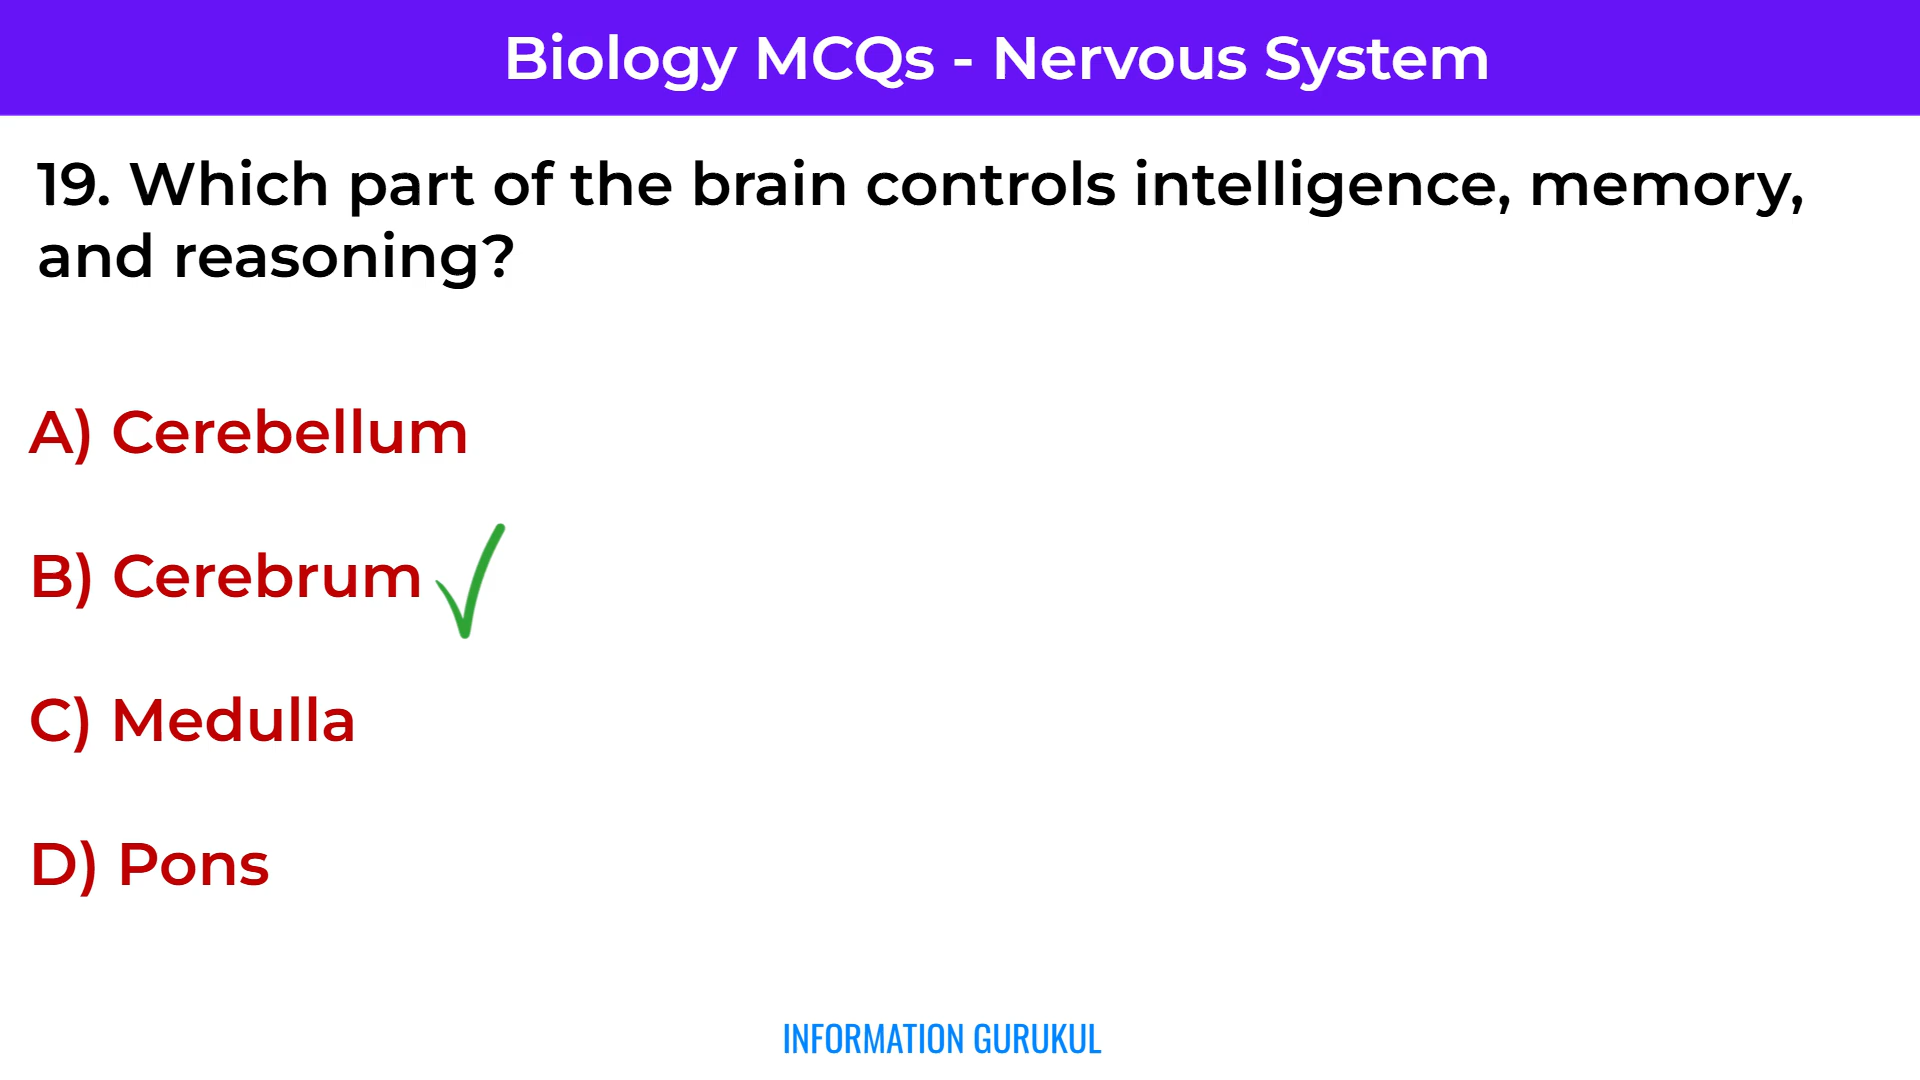 Biology MCQs - Nervous System
19. Which part of the brain controls intelligence, memory,
and reasoning?
A) Cerebellum
B) Cerebrum
C) Medulla
D) Pons
INFORMATION GURUKUL